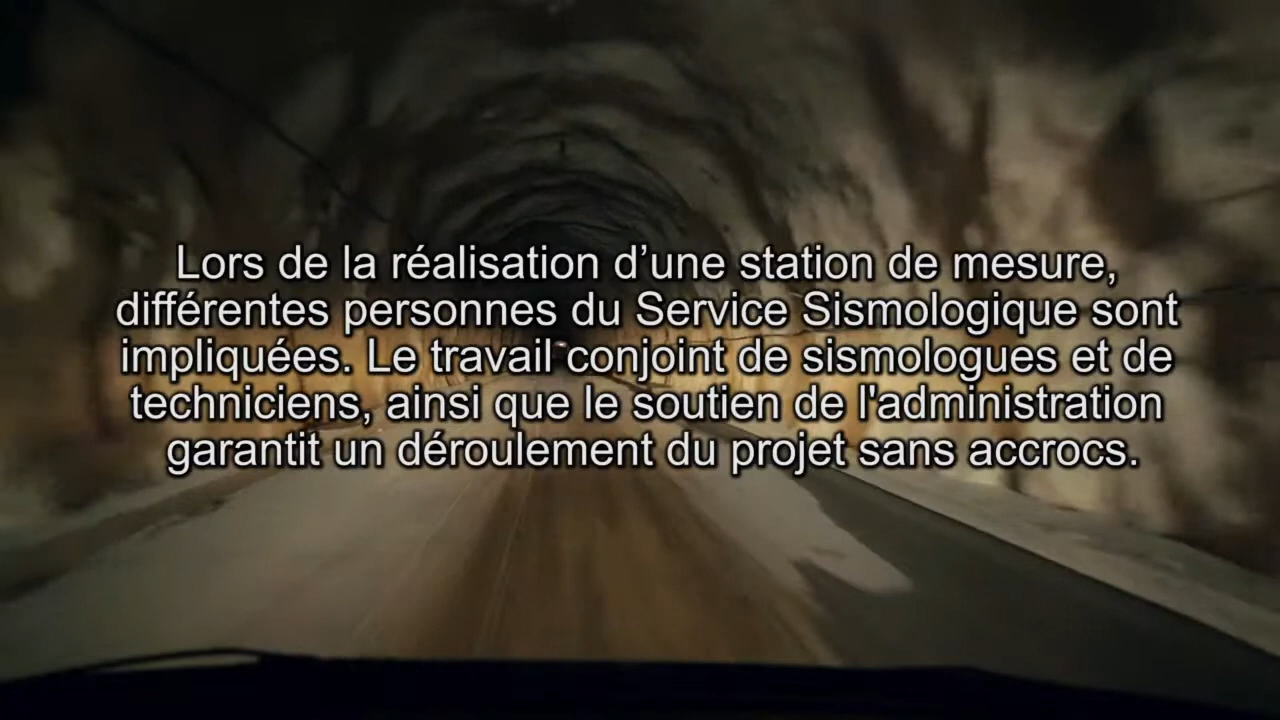 Lors de la réalisation d’une station de mesure,
différentes personnes du Service Sismologique sont
impliquées. Le travail conjoint de sismologues et de
techniciens, ainsi que le soutien de l'administration
garantit un déroulement du projet sans accrocs.